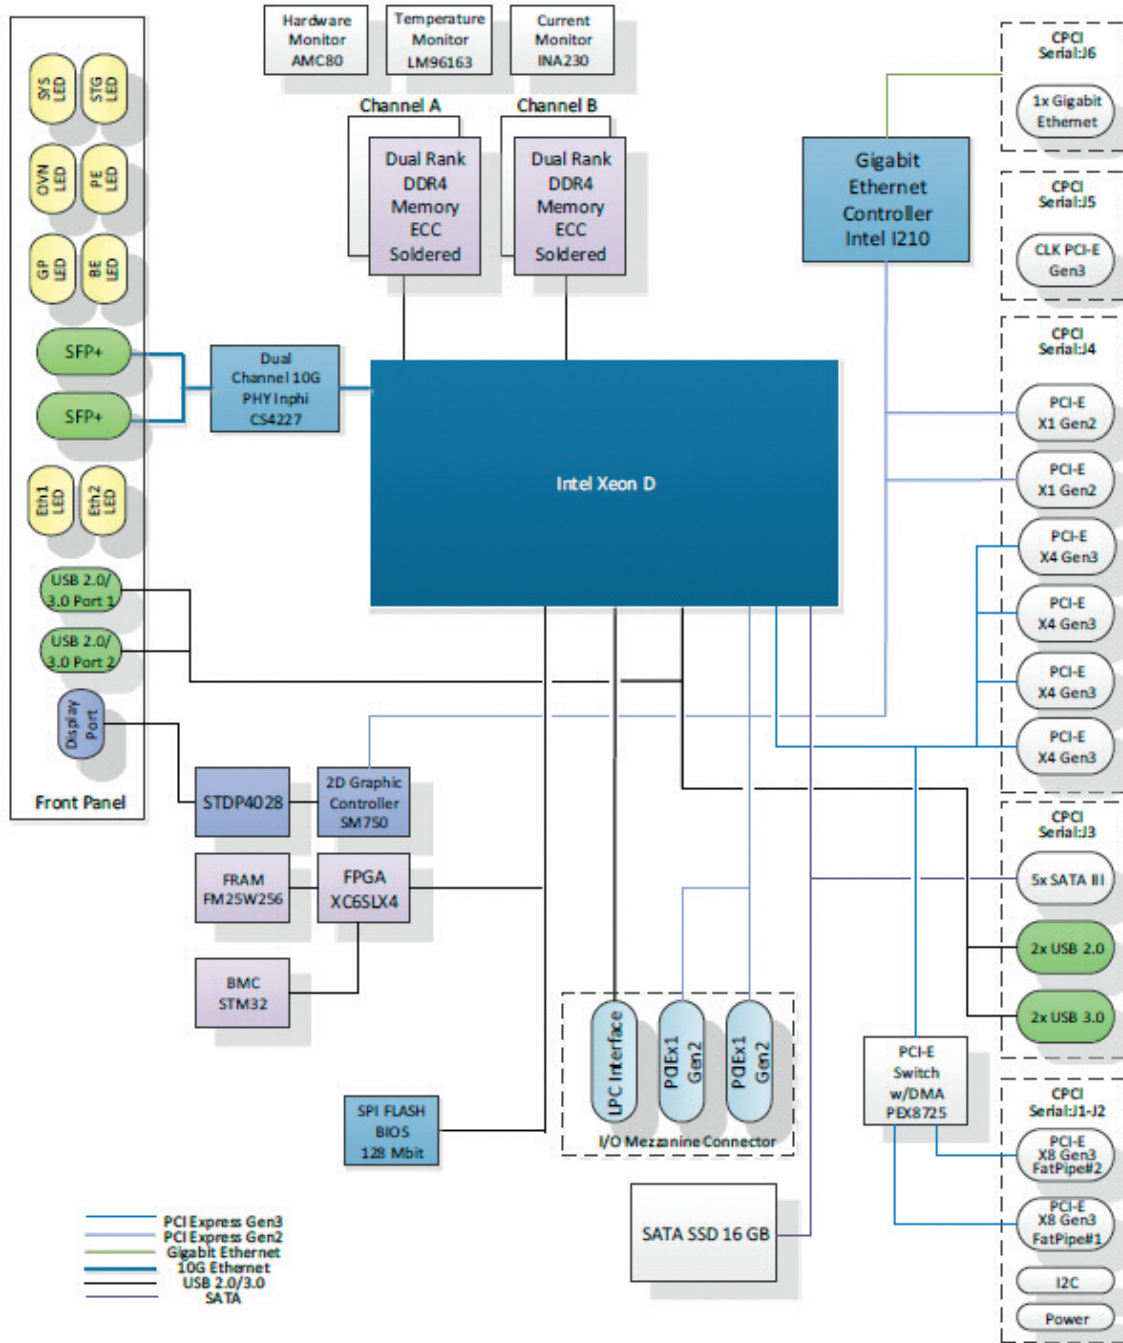 Hardware
Monitor
AMC80
Temperature
Monitor
LM96163
Current
Monitor
INA230
CPCI
Serial:J6
1x Gigabit
Ethernet
SYS
LED
STG
LED
Channel A
Channel B
Dual Rank
DDR4
Memory
ECC
Soldered
Dual Rank
DDR4
Memory
ECC
Soldered
Gigabit
Ethernet
Controller
Intel I210
CPCI
Serial:J5
CLK PCI-E
Gen3
OVN
LED
PE
LED
GP
LED
BE
LED
SFP+
SFP+
Dual
Channel 10G
PHY Inphi
CS4227
CPCI
Serial:J4
PCI-E
X1 Gen2
PCI-E
X1 Gen2
PCI-E
X4 Gen3
PCI-E
X4 Gen3
PCI-E
X4 Gen3
PCI-E
X4 Gen3
Intel Xeon D
Eth1
LED
Eth2
LED
USB 2.0/
3.0 Port 1
USB 2.0/
3.0 Port 2
Display
Port
Front Panel
STDP4028
2D Graphic
Controller
SM750
FRAM
FM25W256
FPGA
XC6SLX4
BMC
STM32
CPCI
Serial:J3
5x SATA III
2x USB 2.0
2x USB 3.0
LPC Interface
PCIEx1
Gen2
PCIEx1
Gen2
I/O Mezzanine Connector
PCI-E
Switch
w/DMA
PEX8725
CPCI
Serial:J1-J2
PCI-E
X8 Gen3
FatPipe#2
PCI-E
X8 Gen3
FatPipe#1
I2C
Power
SPI FLASH
BIOS
128 Mbit
SATA SSD 16 GB
PCI Express Gen3
PCI Express Gen2
Gigabit Ethernet
10G Ethernet
USB 2.0/3.0
SATA